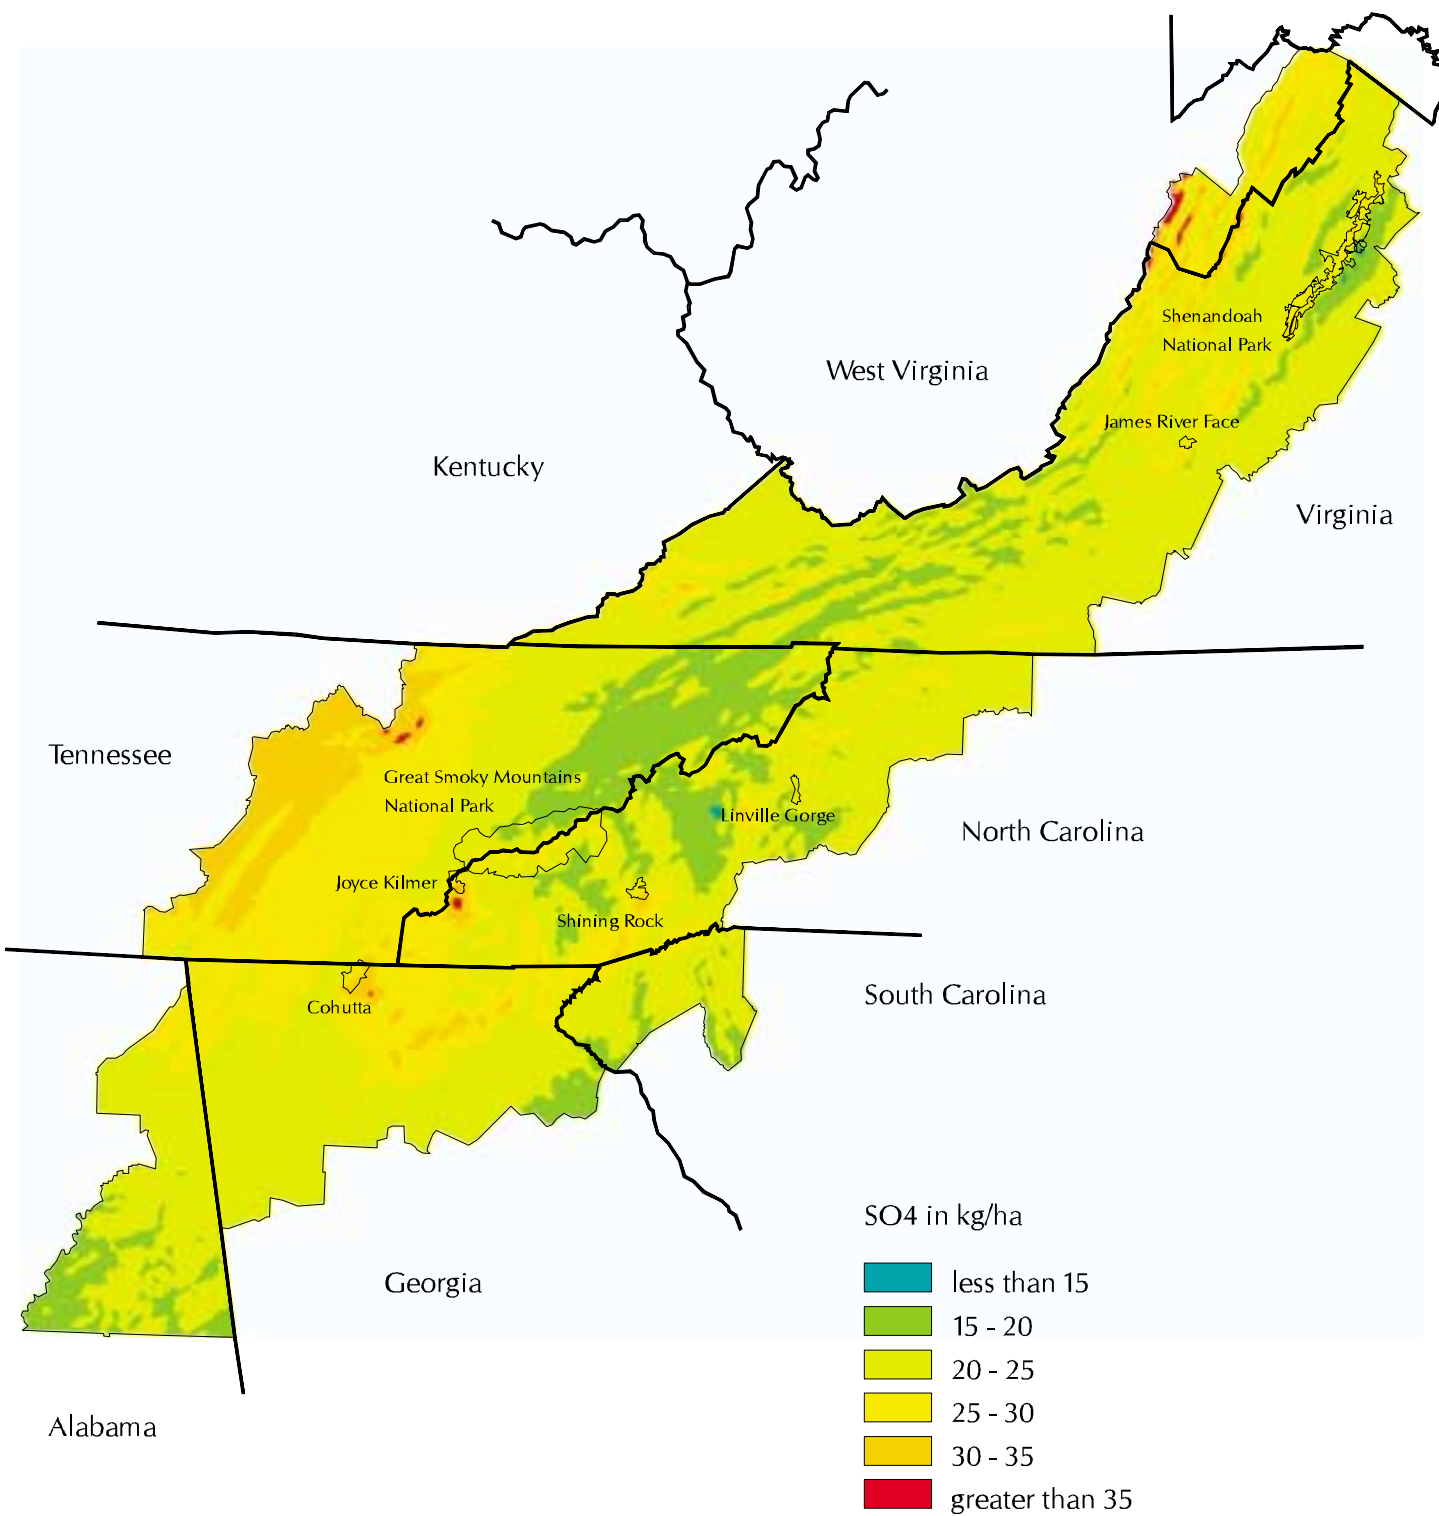 Shenandoah
National Park
West Virginia
James River Face
Kentucky
Virginia
Tennessee
Great Smoky Mountains
National Park
Linville Gorge
North Carolina
Joyce Kilmer
Shining Rock
South Carolina
Cohutta
SO4 in kg/ha
Georgia
less than 15
15 - 20
20 - 25
Alabama
25 - 30
30 - 35
greater than 35